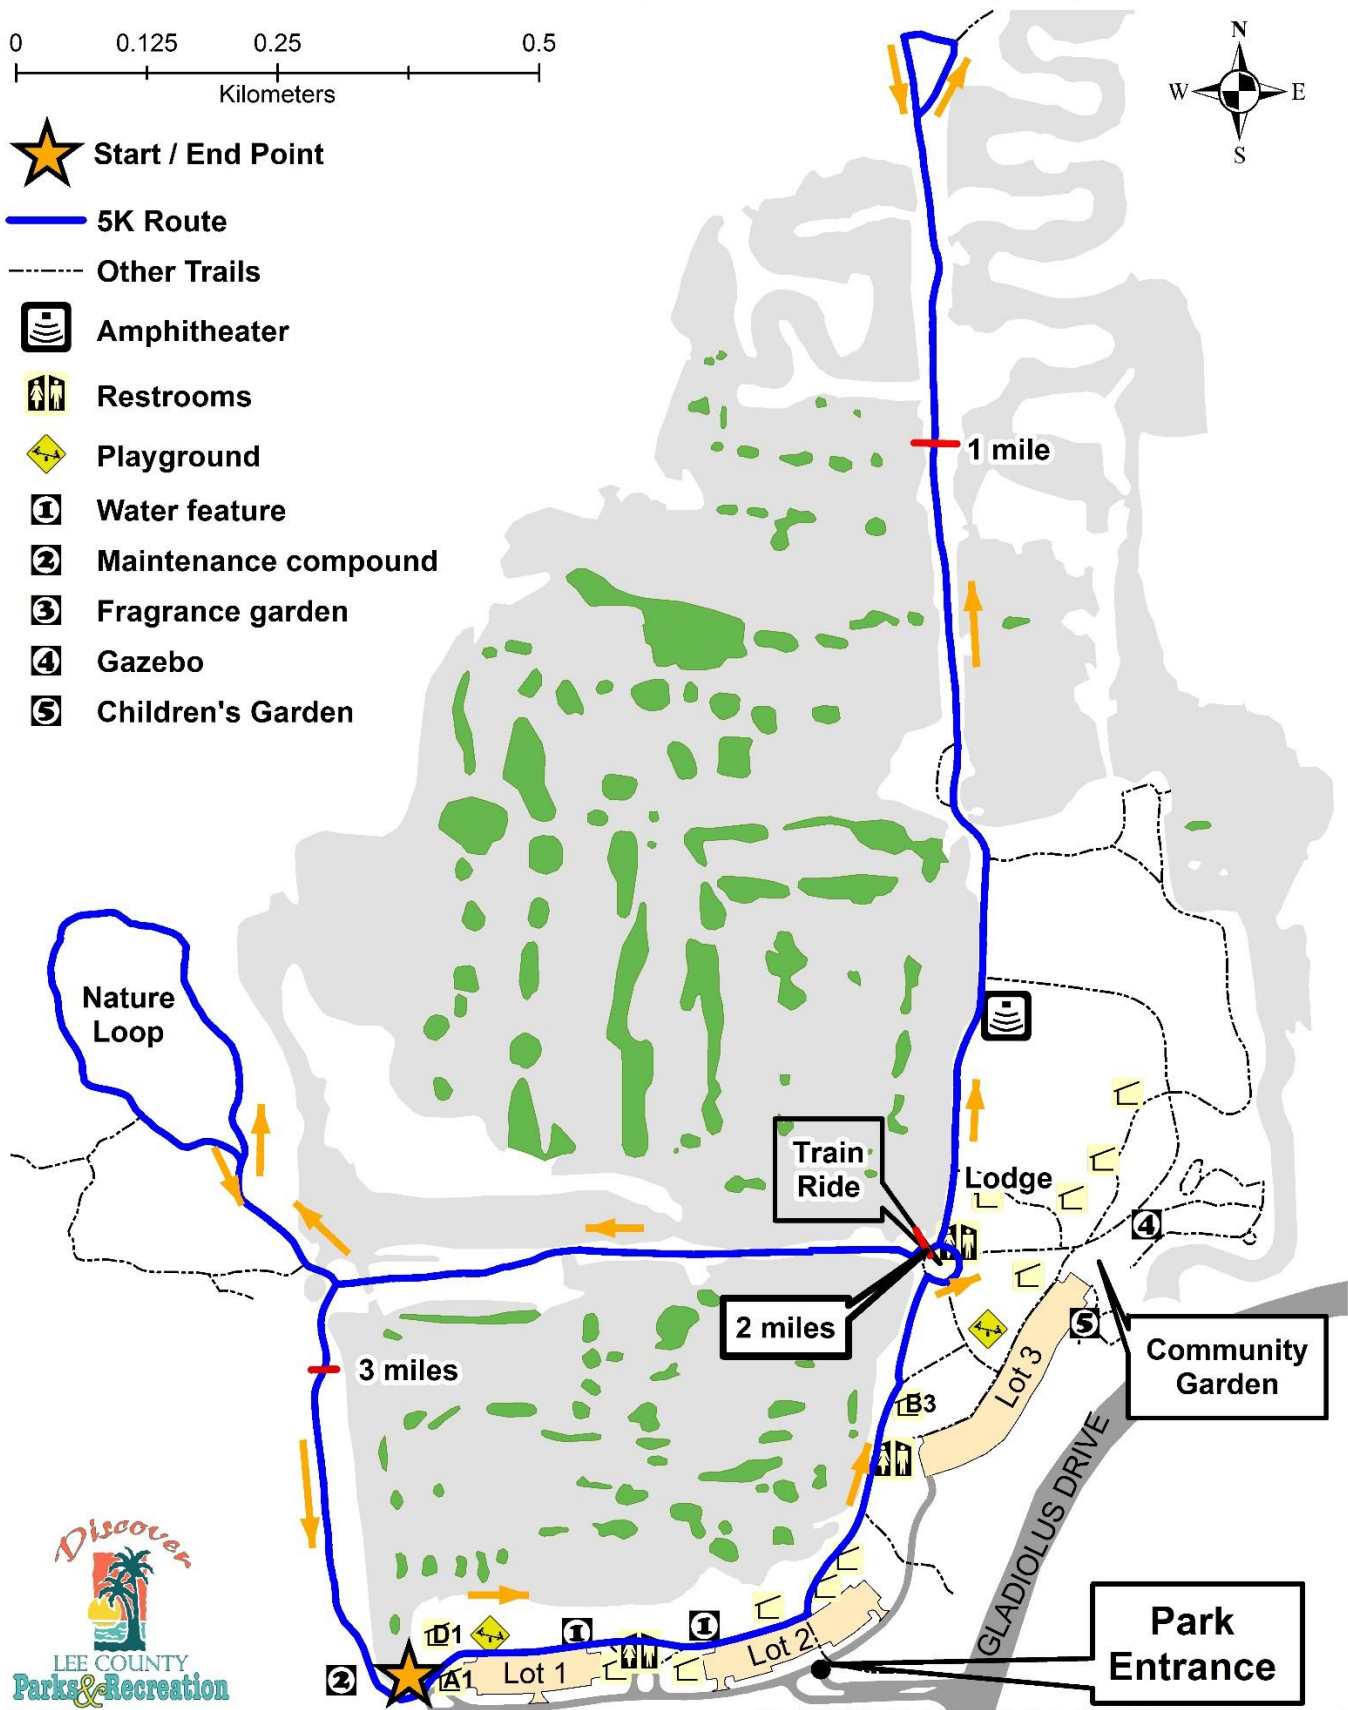 0 0.125 0.25 0.5
Kilometers
N
W E
S
Start / End Point
5K Route
Other Trails
Amphitheater
Restrooms
Playground
1 Water feature
2 Maintenance compound
3 Fragrance garden
4 Gazebo
5 Children's Garden
1 mile
Nature
Loop
Train
Ride
Lodge
4
2 miles
5
Community
Garden
3 miles
Lot 3
B3
GLADIOLUS DRIVE
Discover
LEE COUNTY
Parks & Recreation
D1
1
1
2
A1
Lot 1
Lot 2
Park
Entrance